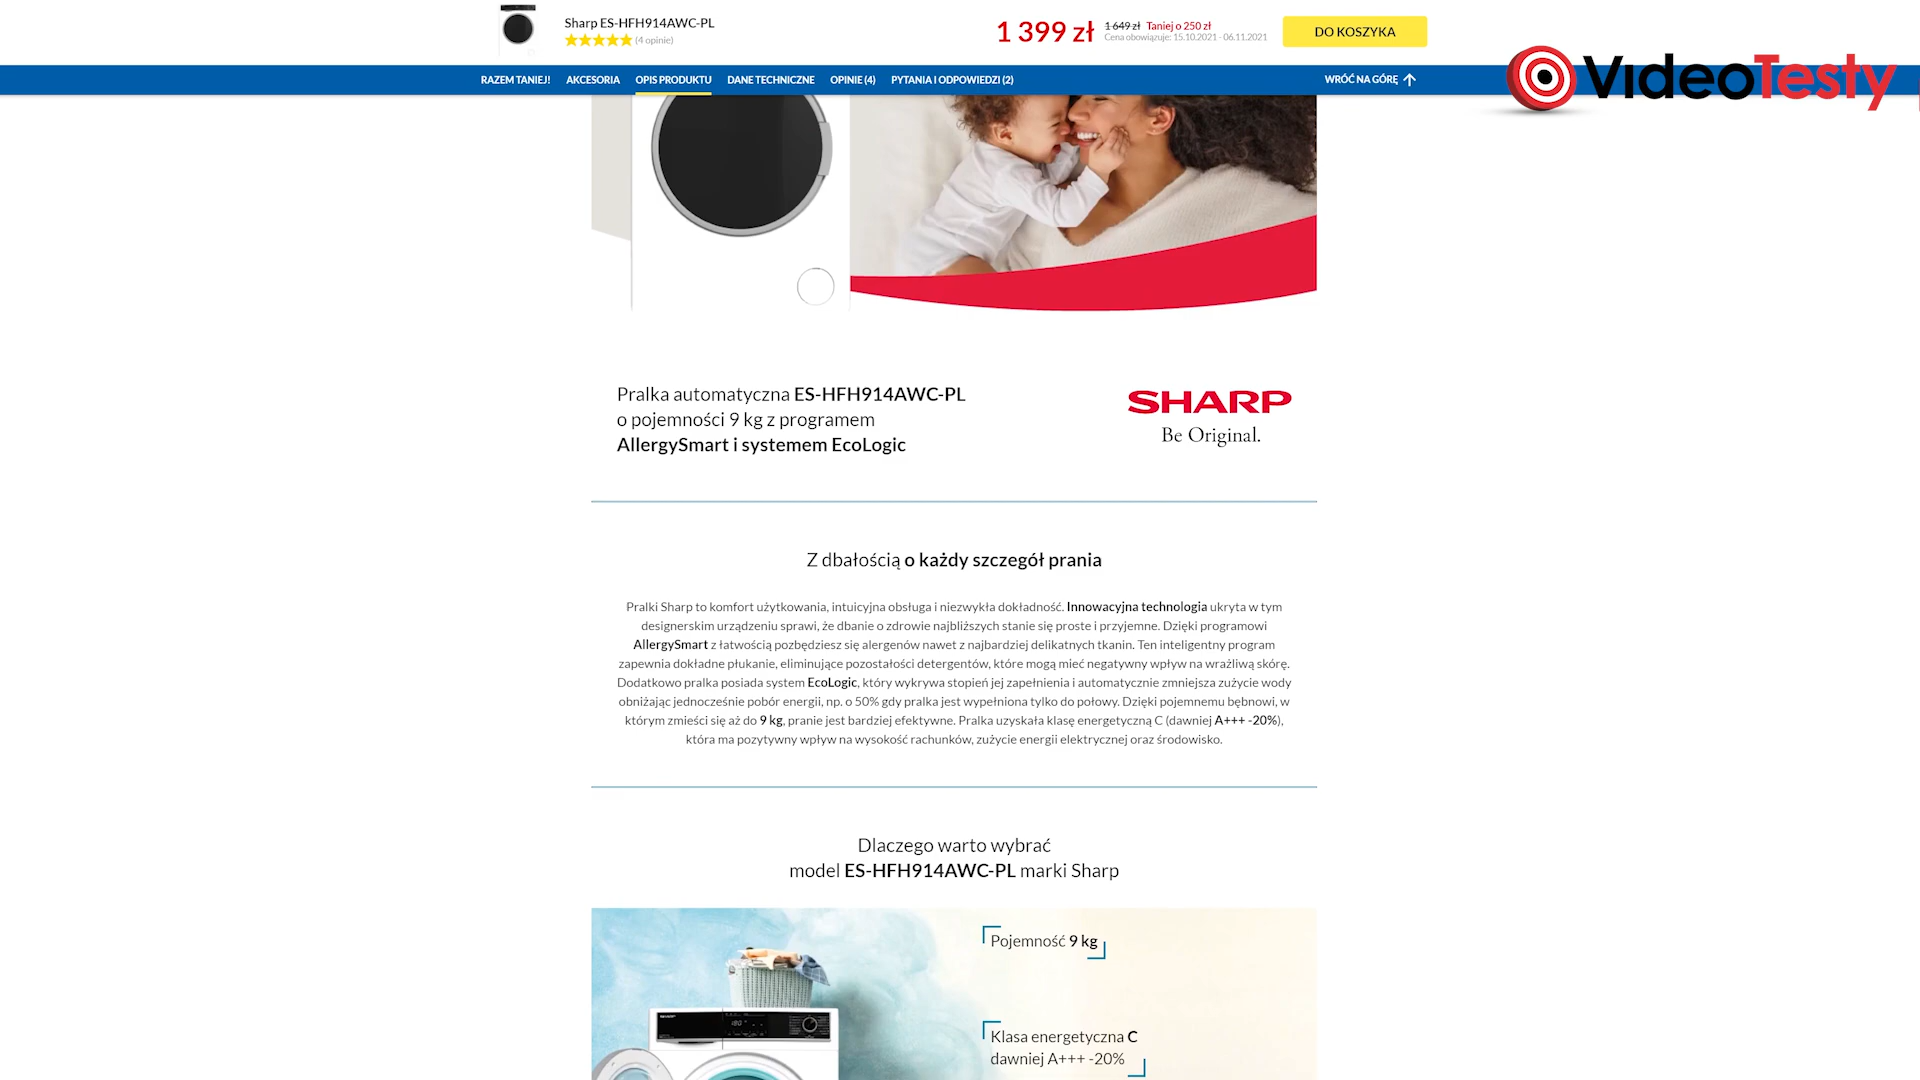 Sharp ES-HFH914AWC-PL
(4 opinie)
1 399 zł
1 649 zł Taniej o 250 zł
Cena obowiązuje: 15.10.2021 - 06.11.2021
DO KOSZYKA
VideoTesty
RAZEM TANIEJ! AKCESORIA OPIS PRODUKTU DANE TECHNICZNE OPINIE (4) PYTANIA I ODPOWIEDZI (2) WRÓĆ NA GÓRĘ
Pralka automatyczna ES-HFH914AWC-PL
o pojemności 9 kg z programem
AllergySmart i systemem EcoLogic
SHARP
Be Original.
Z dbałością o każdy szczegół prania
Pralki Sharp to komfort użytkowania, intuicyjna obsługa i niezwykła dokładność. Innowacyjna technologia ukryta w tym
designerskim urządzeniu sprawi, że dbanie o zdrowie najbliższych stanie się proste i przyjemne. Dzięki programowi
AllergySmart z łatwością pozbędziesz się alergenów nawet z najbardziej delikatnych tkanin. Ten inteligentny program
zapewnia dokładne płukanie, eliminujące pozostałości detergentów, które mogą mieć negatywny wpływ na wrażliwą skórę.
Dodatkowo pralka posiada system EcoLogic, który wykrywa stopień jej zapełnienia i automatycznie zmniejsza zużycie wody
obniżając jednocześnie pobór energii, np. o 50% gdy pralka jest wypełniona tylko do połowy. Dzięki pojemnemu bębnowi, w
którym zmieści się aż do 9 kg, pranie jest bardziej efektywne. Pralka uzyskała klasę energetyczną C (dawniej A+++ -20%),
która ma pozytywny wpływ na wysokość rachunków, zużycie energii elektrycznej oraz środowisko.
Dlaczego warto wybrać
model ES-HFH914AWC-PL marki Sharp
Pojemność 9 kg
SHARP
180
Klasa energetyczna C
dawniej A+++ -20%